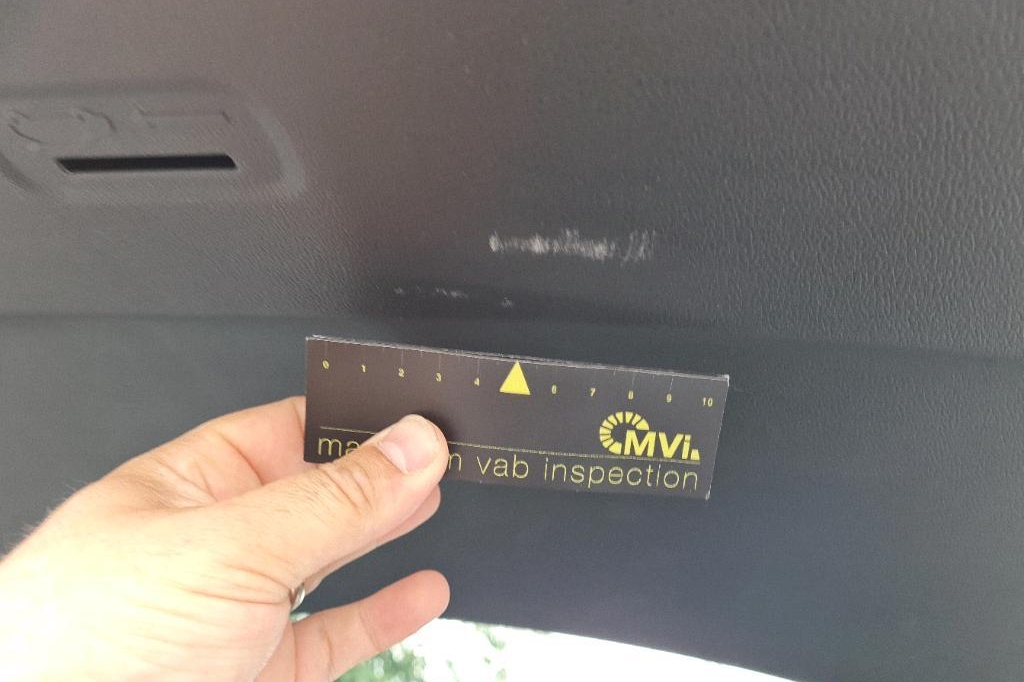 0 1 2 3 4 6 7 8 9 10
MVi.
vab inspection